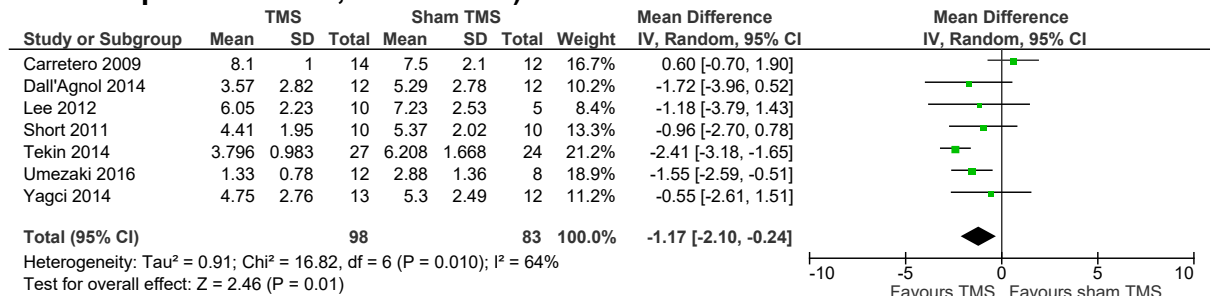 TMS Sham TMS Mean Difference Mean Difference
Study or Subgroup Mean SD Total Mean SD Total Weight IV, Random, 95% CI IV, Random, 95% CI
Carretero 2009 8.1 1 14 7.5 2.1 12 16.7% 0.60 [-0.70, 1.90]
Dall'Agnol 2014 3.57 2.82 12 5.29 2.78 12 10.2% -1.72 [-3.96, 0.52]
Lee 2012 6.05 2.23 10 7.23 2.53 5 8.4% -1.18 [-3.79, 1.43]
Short 2011 4.41 1.95 10 5.37 2.02 10 13.3% -0.96 [-2.70, 0.78]
Tekin 2014 3.796 0.983 27 6.208 1.668 24 21.2% -2.41 [-3.18, -1.65]
Umezaki 2016 1.33 0.78 12 2.88 1.36 8 18.9% -1.55 [-2.59, -0.51]
Yagci 2014 4.75 2.76 13 5.3 2.49 12 11.2% -0.55 [-2.61, 1.51]
Total (95% CI) 98 83 100.0% -1.17 [-2.10, -0.24]
Heterogeneity: Tau² = 0.91; Chi² = 16.82, df = 6 (P = 0.010); I² = 64%
Test for overall effect: Z = 2.46 (P = 0.01)
-10 -5 0 5 10
Favours TMS Favours sham TMS